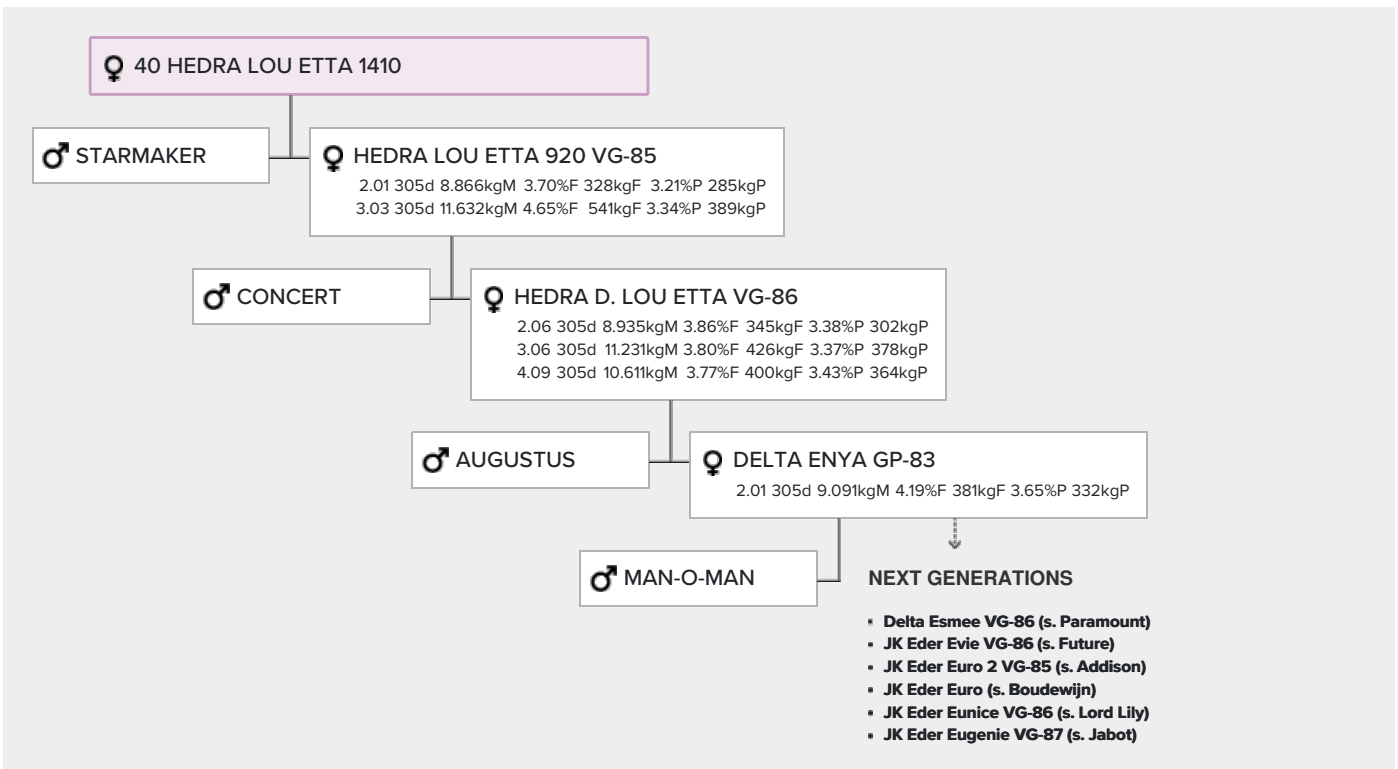 40 HEDRA LOU ETTA 1410
STARMAKER
HEDRA LOU ETTA 920 VG-85
2.01 305d 8.866kgM 3.70%F 328kgF 3.21%P 285kgP
3.03 305d 11.632kgM 4.65%F 541kgF 3.34%P 389kgP
CONCERT
HEDRA D. LOU ETTA VG-86
2.06 305d 8.935kgM 3.86%F 345kgF 3.38%P 302kgP
3.06 305d 11.231kgM 3.80%F 426kgF 3.37%P 378kgP
4.09 305d 10.611kgM 3.77%F 400kgF 3.43%P 364kgP
AUGUSTUS
DELTA ENYA GP-83
2.01 305d 9.091kgM 4.19%F 381kgF 3.65%P 332kgP
MAN-O-MAN
NEXT GENERATIONS
• Delta Esmee VG-86 (s. Paramount)
• JK Eder Evie VG-86 (s. Future)
• JK Eder Euro 2 VG-85 (s. Addison)
• JK Eder Euro (s. Boudewijn)
• JK Eder Eunice VG-86 (s. Lord Lily)
• JK Eder Eugenie VG-87 (s. Jabot)